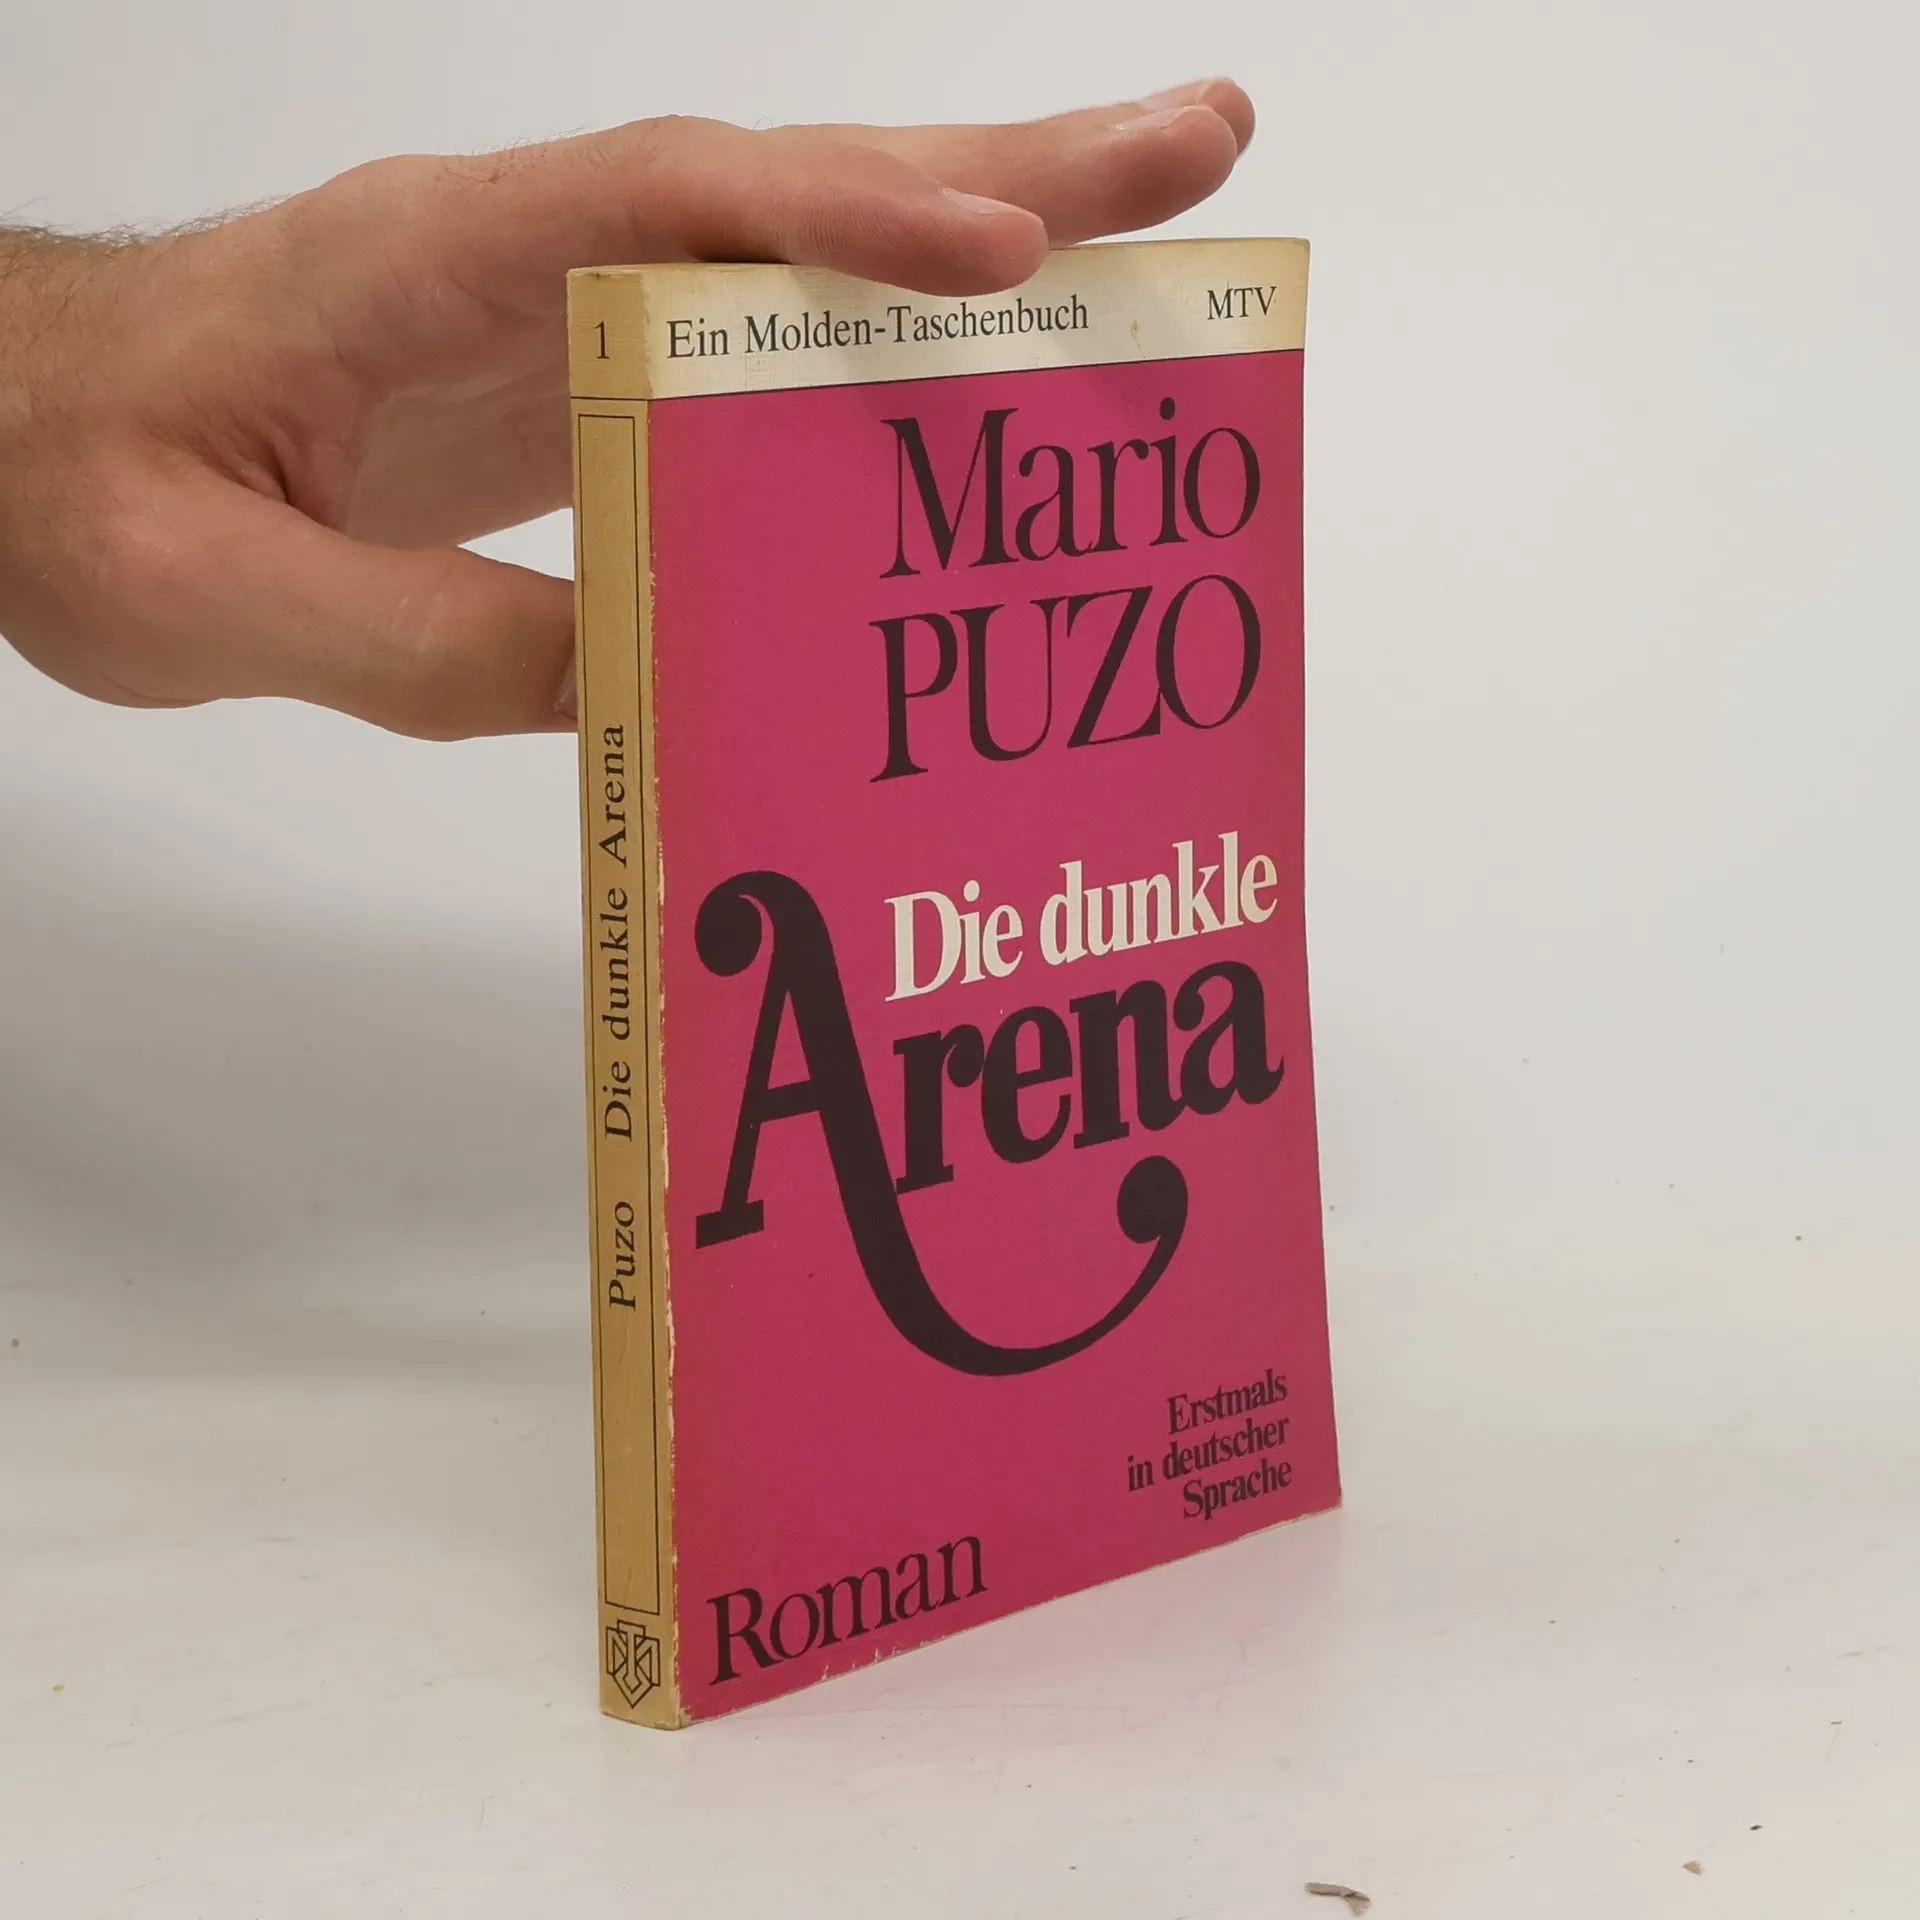 1
Puzo Die dunkle Arena
Ein Molden-Taschenbuch MTV
Mario
PUZO
Die dunkle
Arena
Erstmals
in deutscher
Sprache
Roman